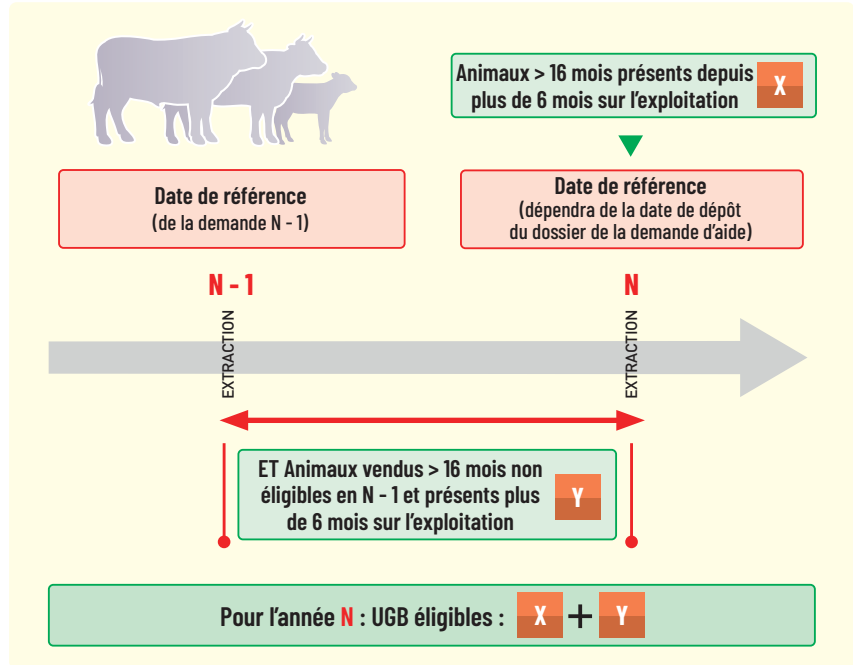 Animaux > 16 mois présents depuis
plus de 6 mois sur l'exploitation
X
Date de référence
(de la demande N - 1)
Date de référence
(dépendra de la date de dépôt
du dossier de la demande d'aide)
N - 1
N
EXTRACTION
EXTRACTION
ET Animaux vendus > 16 mois non
éligibles en N - 1 et présents plus
de 6 mois sur l'exploitation
Y
Pour l'année N : UGB éligibles : X + Y